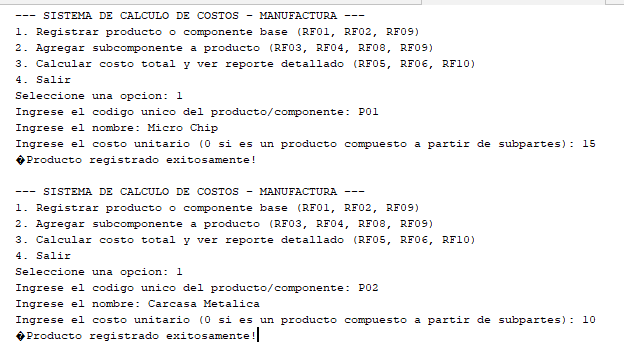 --- SISTEMA DE CALCULO DE COSTOS - MANUFACTURA ---
1. Registrar producto o componente base (RF01, RF02, RF09)
2. Agregar subcomponente a producto (RF03, RF04, RF08, RF09)
3. Calcular costo total y ver reporte detallado (RF05, RF06, RF10)
4. Salir
Seleccione una opcion: 1
Ingrese el codigo unico del producto/componente: P01
Ingrese el nombre: Micro Chip
Ingrese el costo unitario (0 si es un producto compuesto a partir de subpartes): 15
�Producto registrado exitosamente!
--- SISTEMA DE CALCULO DE COSTOS - MANUFACTURA ---
1. Registrar producto o componente base (RF01, RF02, RF09)
2. Agregar subcomponente a producto (RF03, RF04, RF08, RF09)
3. Calcular costo total y ver reporte detallado (RF05, RF06, RF10)
4. Salir
Seleccione una opcion: 1
Ingrese el codigo unico del producto/componente: P02
Ingrese el nombre: Carcasa Metalica
Ingrese el costo unitario (0 si es un producto compuesto a partir de subpartes): 10
�Producto registrado exitosamente!